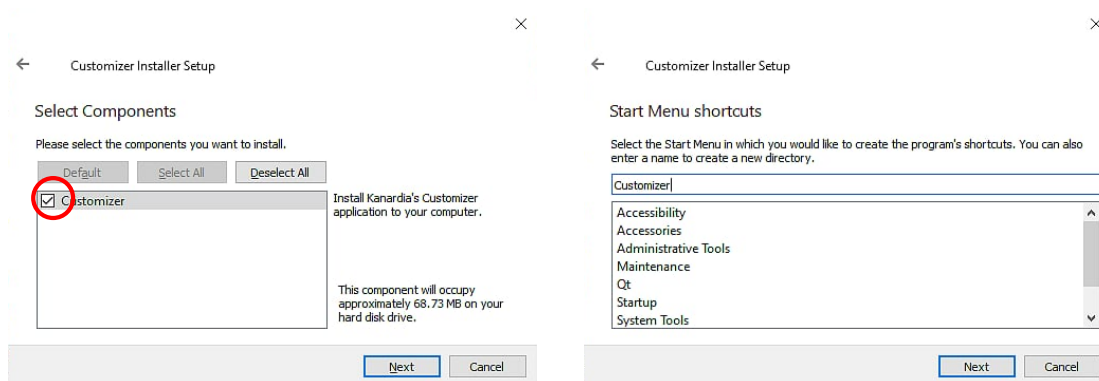 Customizer Installer Setup
Select Components
Please select the components you want to install.
Default
Select All
Deselect All
Customizer
Install Kanardia's Customizer
application to your computer.
This component will occupy
approximately 68.73 MB on your
hard disk drive.
Next
Cancel
Customizer Installer Setup
Start Menu shortcuts
Select the Start Menu in which you would like to create the program's shortcuts. You can also
enter a name to create a new directory.
Customizer
Accessibility
Accessories
Administrative Tools
Maintenance
Qt
Startup
System Tools
Next
Cancel